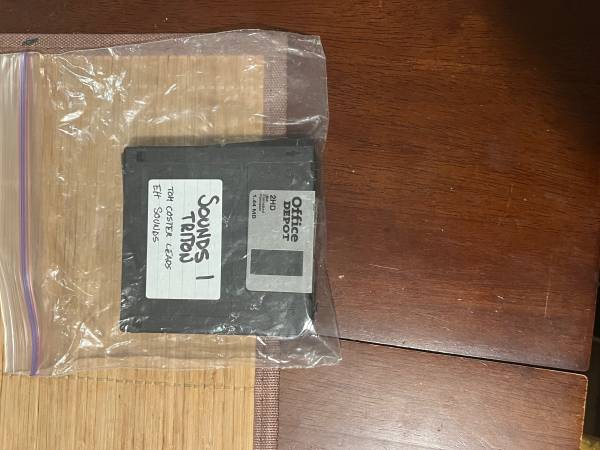 SOUNDS 1
TRITON
TOM COSTER LEADS
EH SOUNDS
Office
DEPOT
2HD
1.44 MB